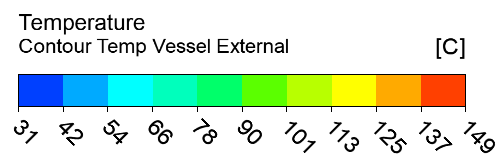 Temperature
Contour Temp Vessel External
[C]
31 42 54 66 78 90 101 113 125 137 149